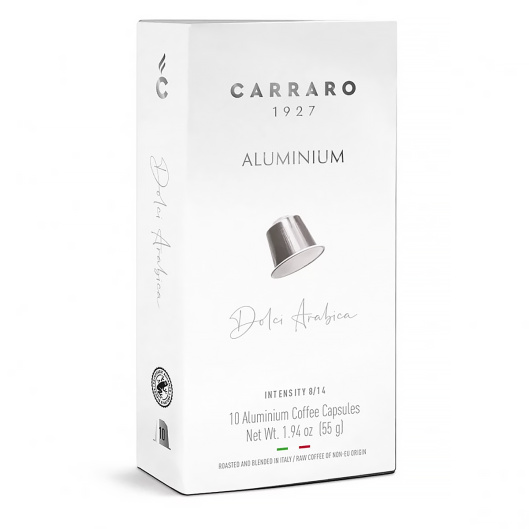 CARRARO
1927
ALUMINIUM
Dolci Arabica
INTENSITY 8/14
10 Aluminium Coffee Capsules
Net Wt. 1.94 oz (55 g)
ROASTED AND BLENDED IN ITALY / RAW COFFEE OF NON-EU ORIGIN
C
Dolci Arabica
10